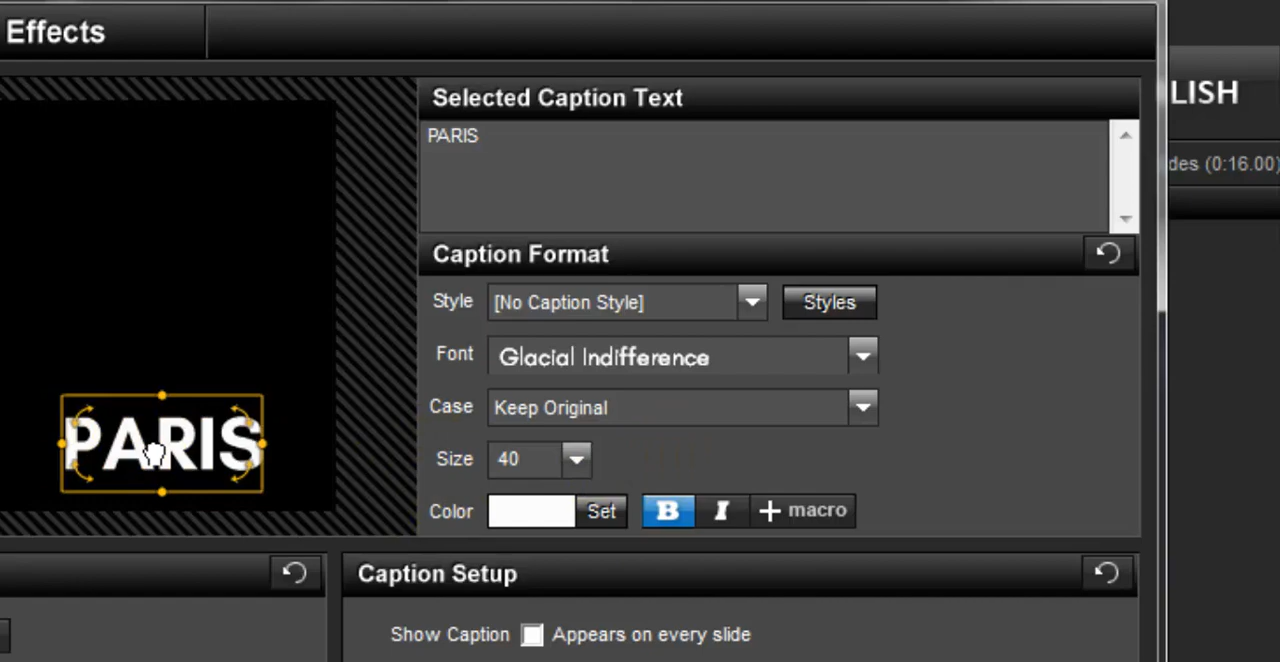 Effects
Selected Caption Text
LISH
PARIS
des (0:16.00)
Caption Format
Style [No Caption Style] Styles
Font Glacial Indifference
Case Keep Original
PARIS
Size 40
Color Set B I + macro
Caption Setup
Show Caption Appears on every slide